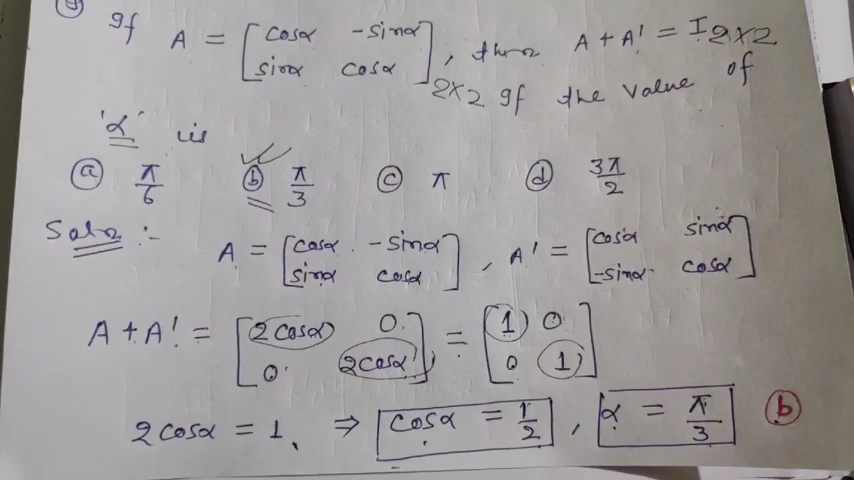 If A = [cosα -sinα
sinα cosα]2×2, then A + A' = I2×2
If the value of
'α' is
(a) π/6 (b) π/3 (c) π (d) 3π/2
Soln :- A = [cosα -sinα
sinα cosα], A' = [cosα sinα
-sinα cosα]
A + A' = [2cosα 0
0 2cosα] = [1 0
0 1]
2cosα = 1. ⇒ cosα = 1/2, α = π/3 (b)